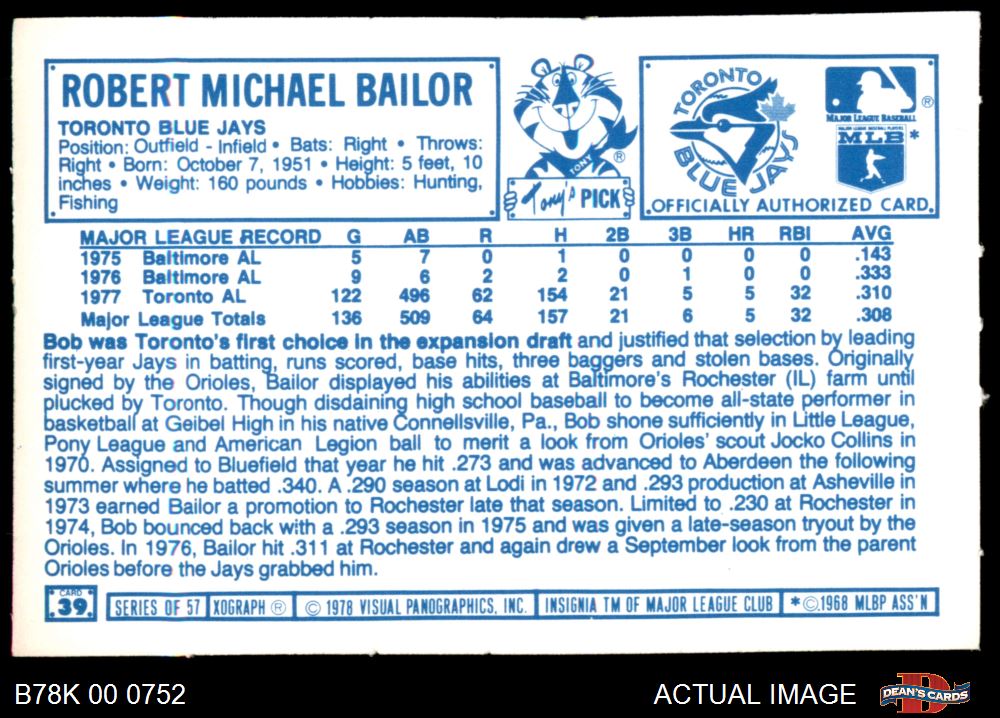 ROBERT MICHAEL BAILOR
TORONTO BLUE JAYS
Position: Outfield - Infield • Bats: Right • Throws:
Right • Born: October 7, 1951 • Height: 5 feet, 10
inches • Weight: 160 pounds • Hobbies: Hunting,
Fishing
TONY
®
Tony's PICK
TORONTO
BLUE JAYS
®
MAJOR LEAGUE BASEBALL
MAJOR LEAGUE BASEBALL PLAYERS
MLB *
OFFICIALLY AUTHORIZED CARD
MAJOR LEAGUE RECORD G AB R H 2B 3B HR RBI AVG
1975 Baltimore AL 5 7 0 1 0 0 0 0 .143
1976 Baltimore AL 9 6 2 2 0 1 0 0 .333
1977 Toronto AL 122 496 62 154 21 5 5 32 .310
Major League Totals 136 509 64 157 21 6 5 32 .308
Bob was Toronto's first choice in the expansion draft and justified that selection by leading
first-year Jays in batting, runs scored, base hits, three baggers and stolen bases. Originally
signed by the Orioles, Bailor displayed his abilities at Baltimore's Rochester (IL) farm until
plucked by Toronto. Though disdaining high school baseball to become all-state performer in
basketball at Geibel High in his native Connellsville, Pa., Bob shone sufficiently in Little League,
Pony League and American Legion ball to merit a look from Orioles' scout Jocko Collins in
1970. Assigned to Bluefield that year he hit .273 and was advanced to Aberdeen the following
summer where he batted .340. A .290 season at Lodi in 1972 and .293 production at Asheville in
1973 earned Bailor a promotion to Rochester late that season. Limited to .230 at Rochester in
1974, Bob bounced back with a .293 season in 1975 and was given a late-season tryout by the
Orioles. In 1976, Bailor hit .311 at Rochester and again drew a September look from the parent
Orioles before the Jays grabbed him.
CARD
39
SERIES OF 57 XOGRAPH ® © 1978 VISUAL PANOGRAPHICS, INC. INSIGNIA TM OF MAJOR LEAGUE CLUB *©1968 MLBP ASS'N
B78K 00 0752
ACTUAL IMAGE
DEAN'S CARDS